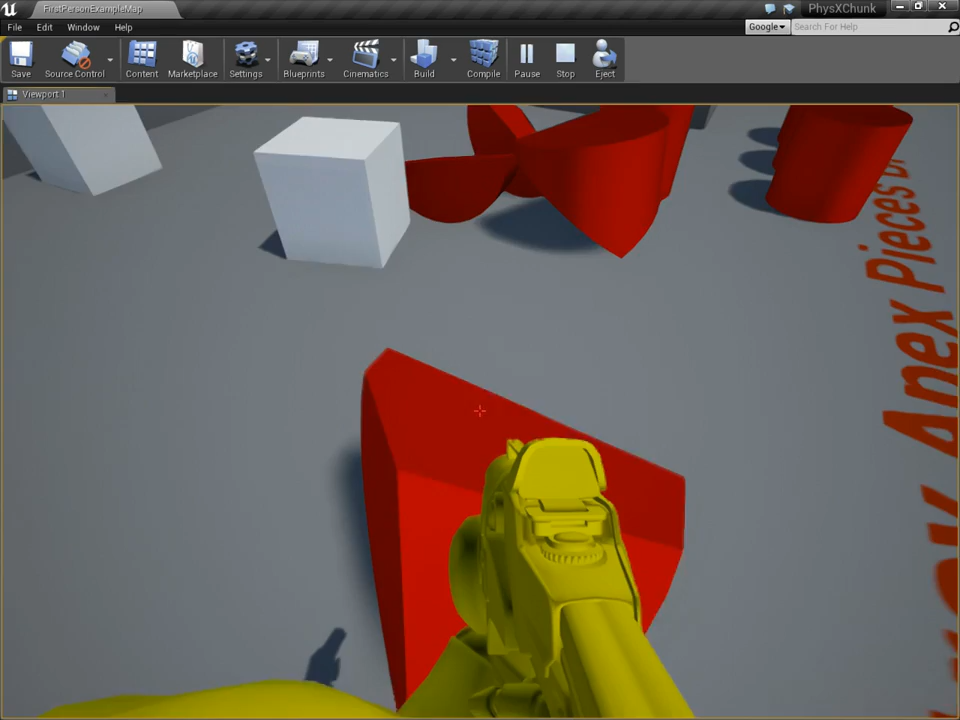 FirstPersonExampleMap
PhysXChunk
File Edit Window Help
Google Search For Help
Save Source Control Content Marketplace Settings Blueprints Cinematics Build Compile Pause Stop Eject
Viewport 1
Apex Pieces